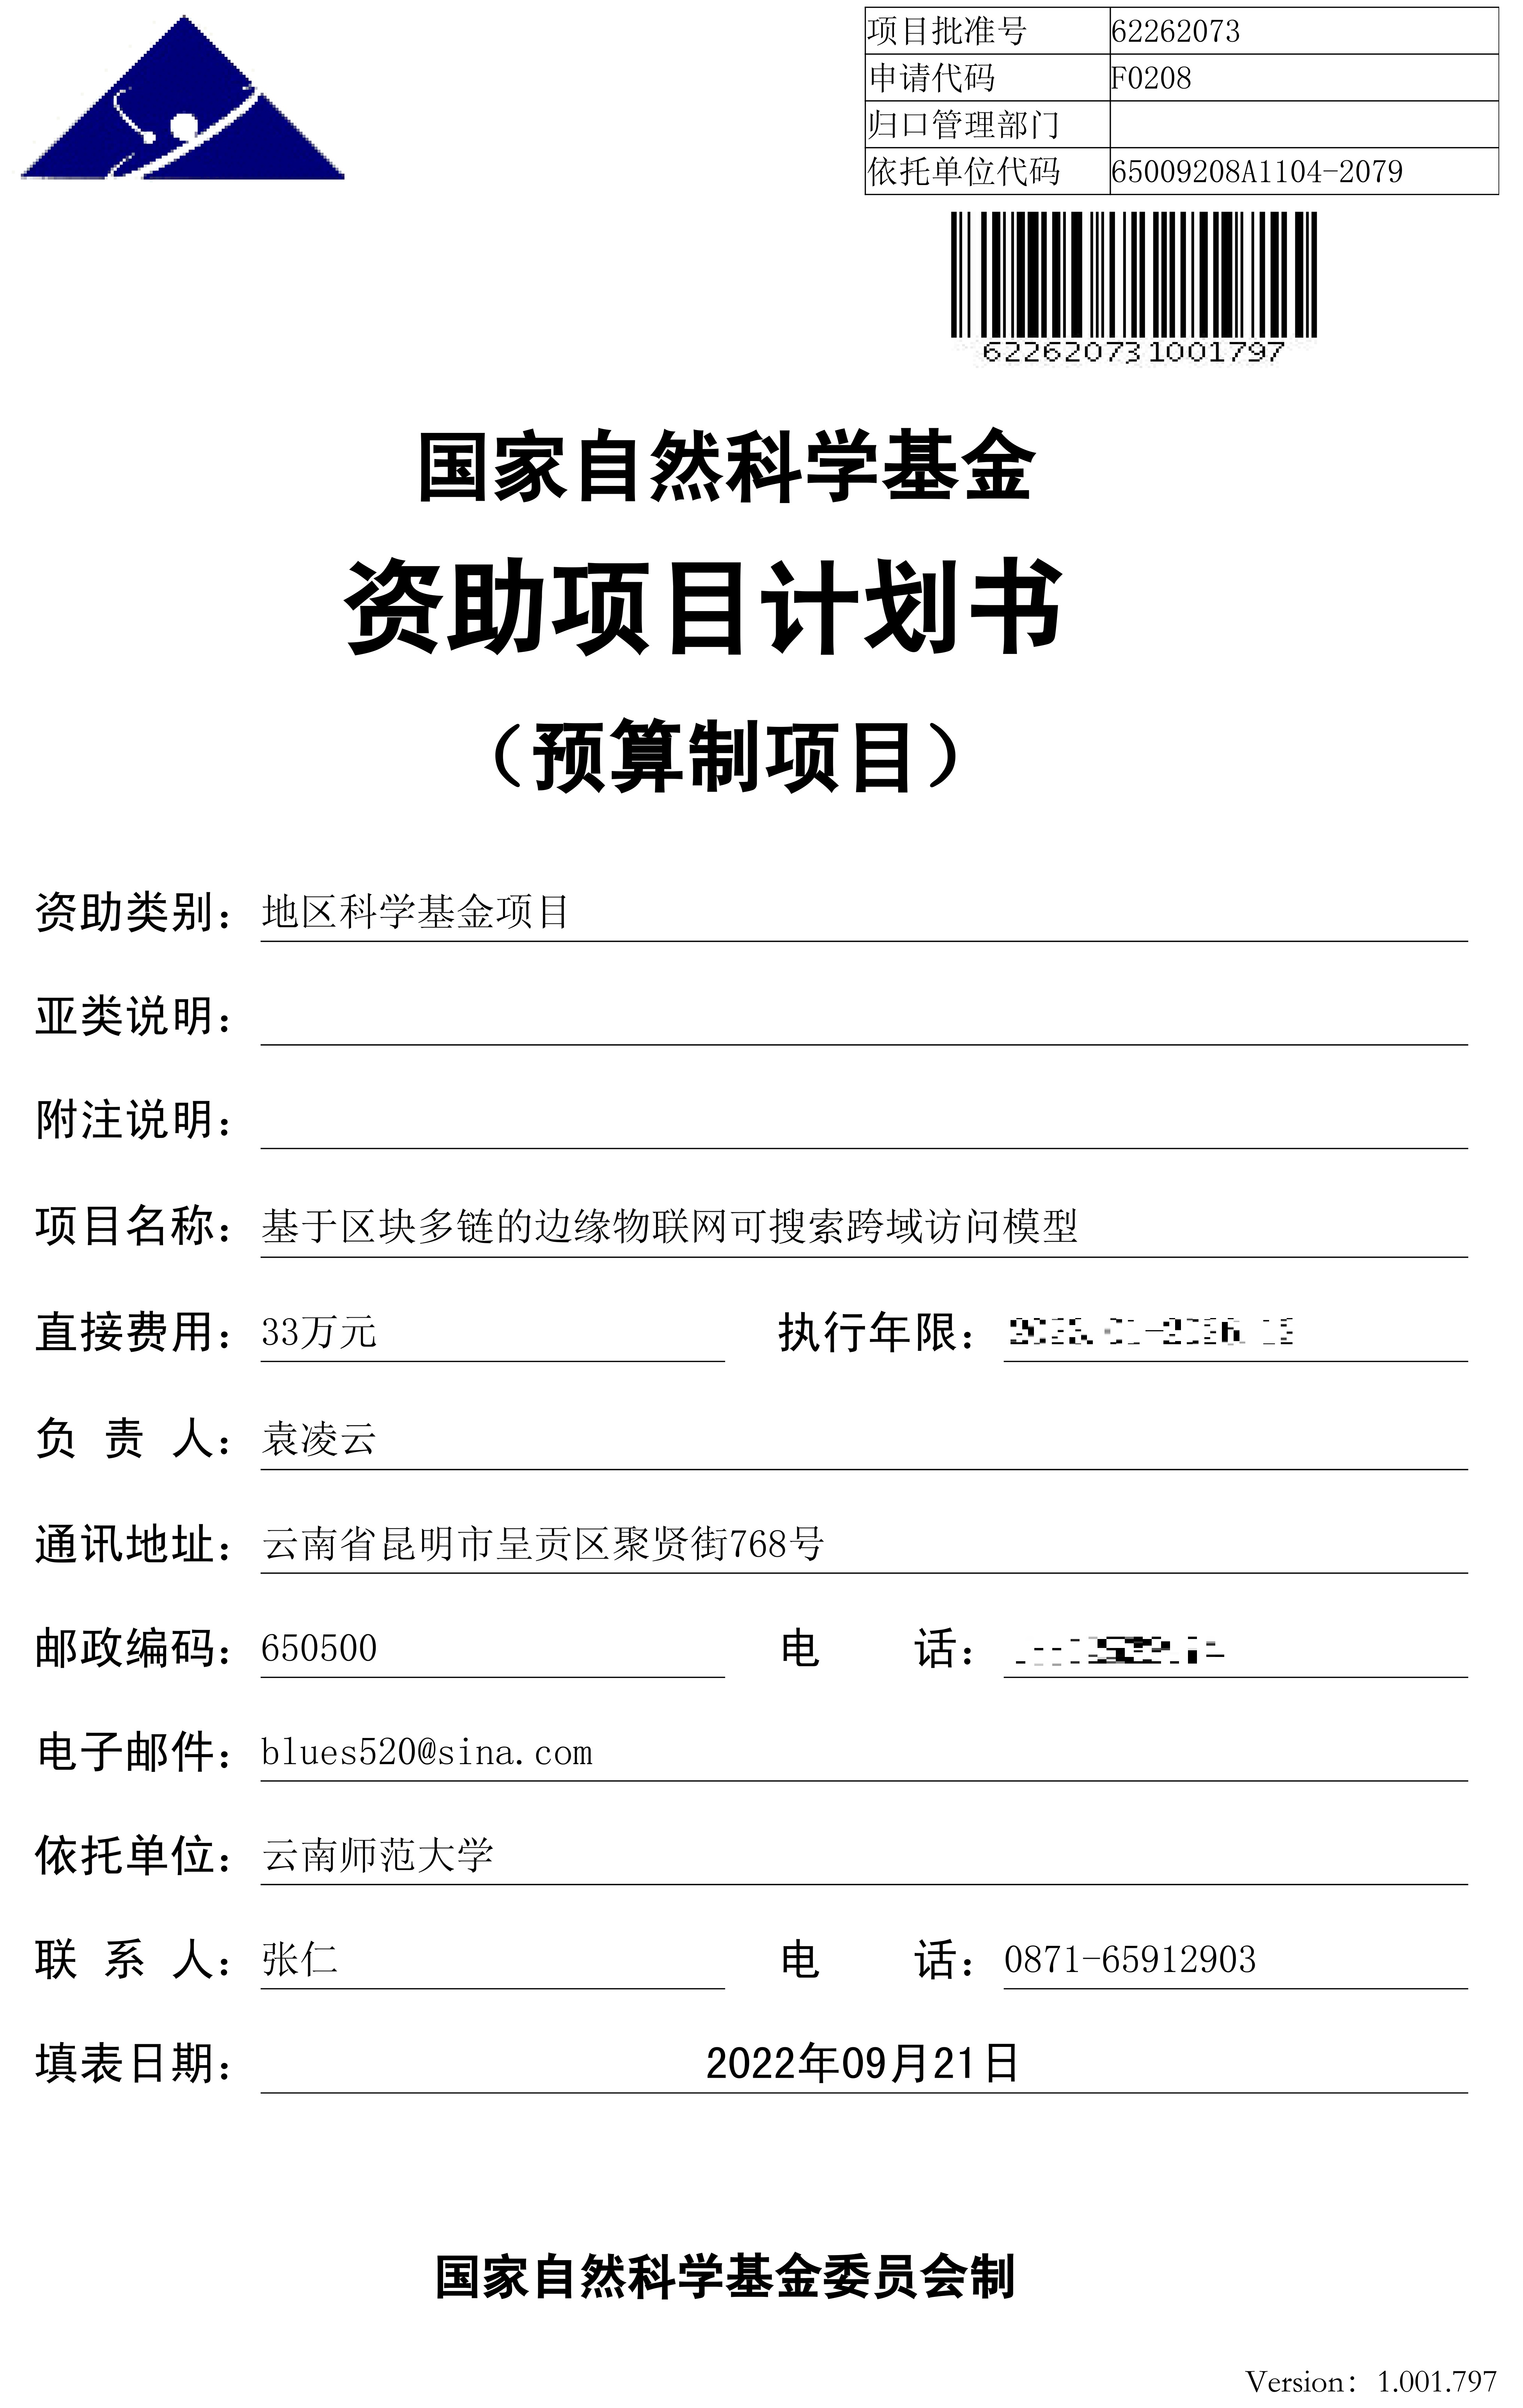 项目批准号 62262073
申请代码 F0208
归口管理部门
依托单位代码 65009208A1104-2079
622620731001797
国家自然科学基金
资助项目计划书
（预算制项目）
资助类别： 地区科学基金项目
亚类说明：
附注说明：
项目名称： 基于区块多链的边缘物联网可搜索跨域访问模型
直接费用： 33万元 执行年限：
负 责 人： 袁凌云
通讯地址： 云南省昆明市呈贡区聚贤街768号
邮政编码： 650500 电 话：
电子邮件： blues520@sina.com
依托单位： 云南师范大学
联 系 人： 张仁 电 话： 0871-65912903
填表日期： 2022年09月21日
国家自然科学基金委员会制
Version： 1.001.797